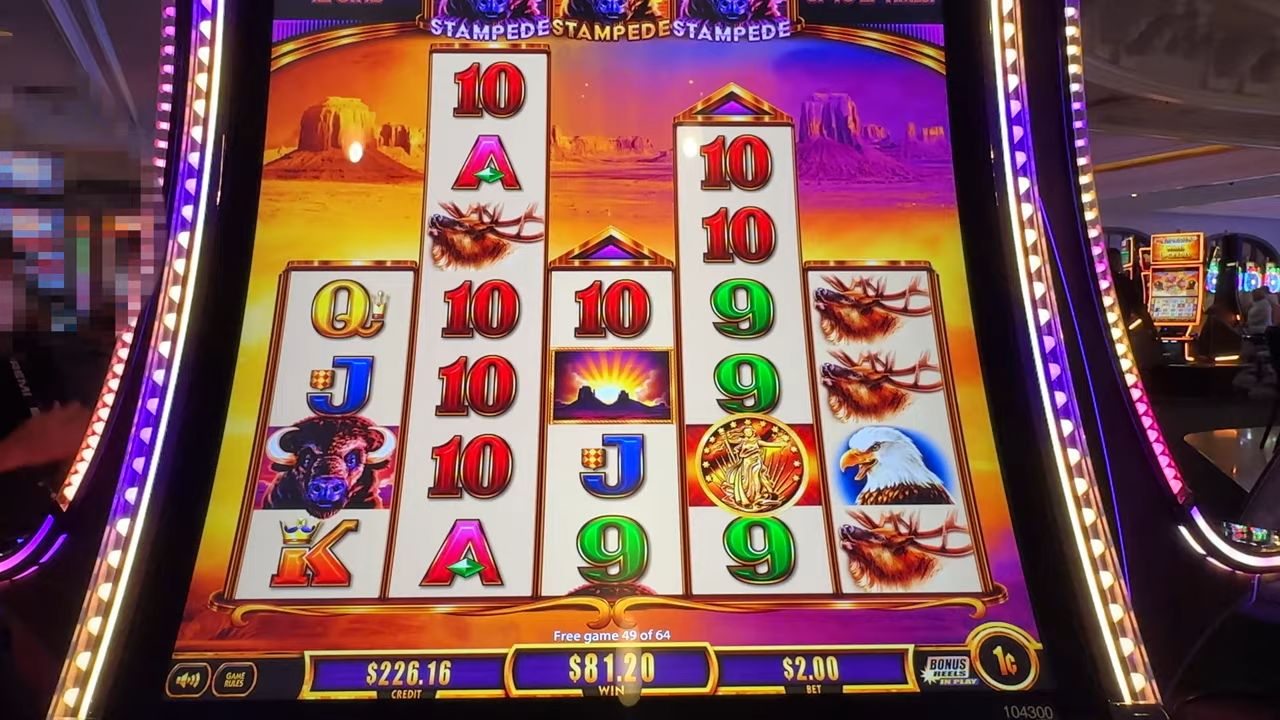 STAMPEDE STAMPEDE STAMPEDE
10
A
10
10
Q 10 10 9
J 10 J 9
10
K A 9 9
Free game 49 of 64
$226.16 $81.20 $2.00
CREDIT WIN BET
GAME
RULES
BONUS
REELS
IN PLAY
1¢
104300